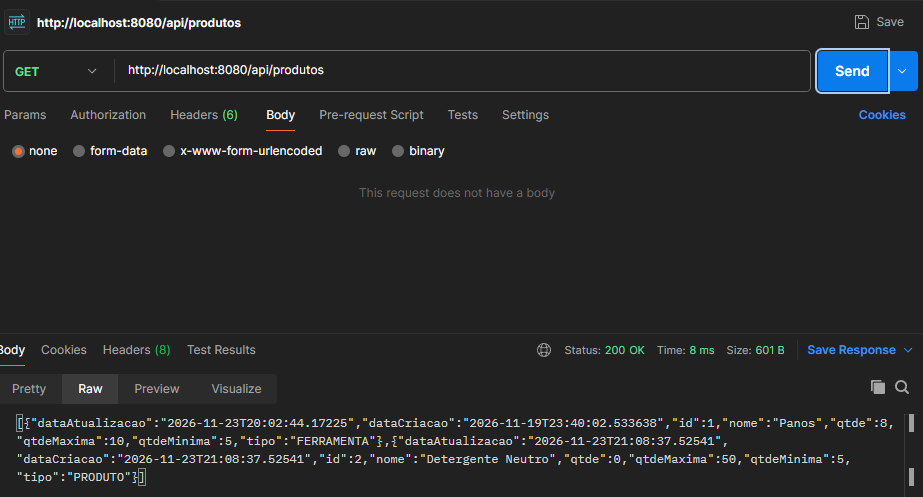 HTTP http://localhost:8080/api/produtos Save
GET http://localhost:8080/api/produtos Send
Params Authorization Headers (6) Body Pre-request Script Tests Settings Cookies
none form-data x-www-form-urlencoded raw binary
This request does not have a body
Body Cookies Headers (8) Test Results Status: 200 OK Time: 8 ms Size: 601 B Save Response
Pretty Raw Preview Visualize
[{"dataAtualizacao":"2026-11-23T20:02:44.17225","dataCriacao":"2026-11-19T23:40:02.533638","id":1,"nome":"Panos","qtde":8,
"qtdeMaxima":10,"qtdeMinima":5,"tipo":"FERRAMENTA"},{"dataAtualizacao":"2026-11-23T21:08:37.52541",
"dataCriacao":"2026-11-23T21:08:37.52541","id":2,"nome":"Detergente Neutro","qtde":0,"qtdeMaxima":50,"qtdeMinima":5,
"tipo":"PRODUTO"}]